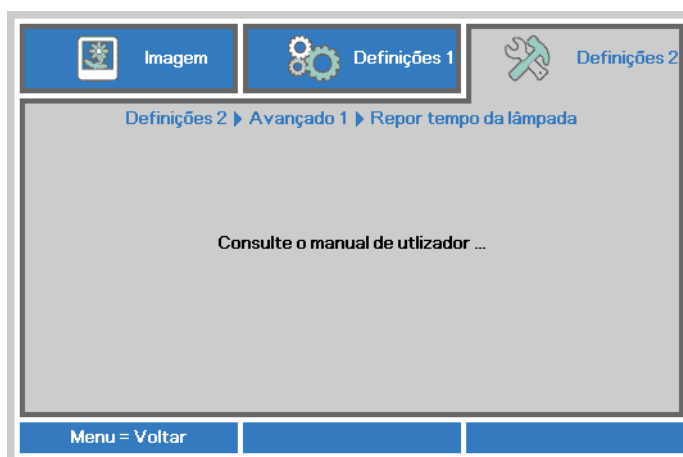 Imagem
Definições 1
Definições 2
Definições 2 Avançado 1 Repor tempo da lâmpada
Consulte o manual de utlizador ...
Menu = Voltar